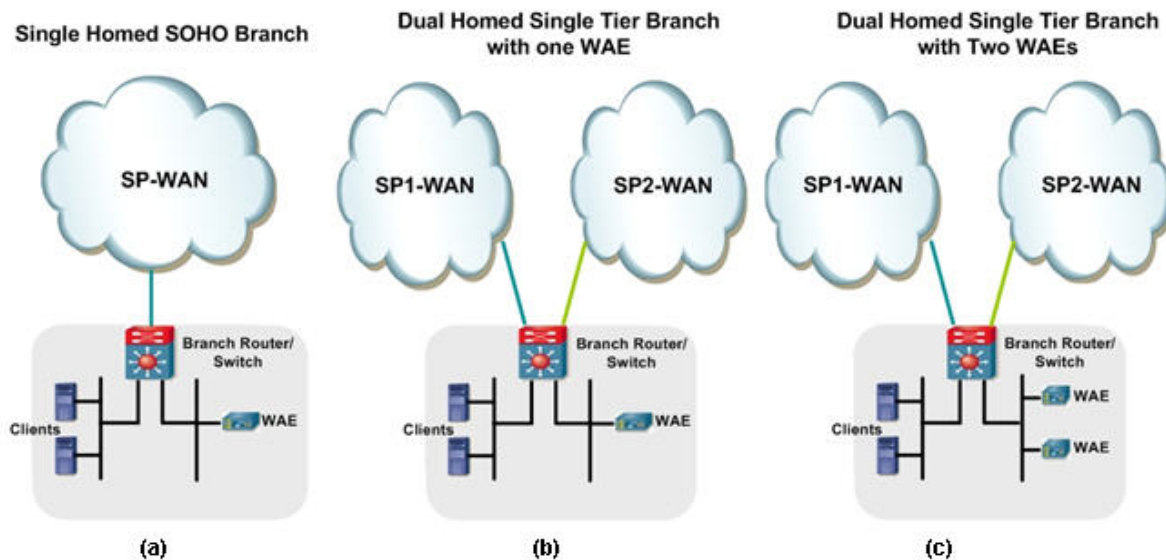 Single Homed SOHO Branch
SP-WAN
Branch Router/
Switch
Clients
WAE
(a)
Dual Homed Single Tier Branch
with one WAE
SP1-WAN
SP2-WAN
Branch Router/
Switch
Clients
WAE
(b)
Dual Homed Single Tier Branch
with Two WAEs
SP1-WAN
SP2-WAN
Branch Router/
Switch
WAE
Clients
WAE
(c)